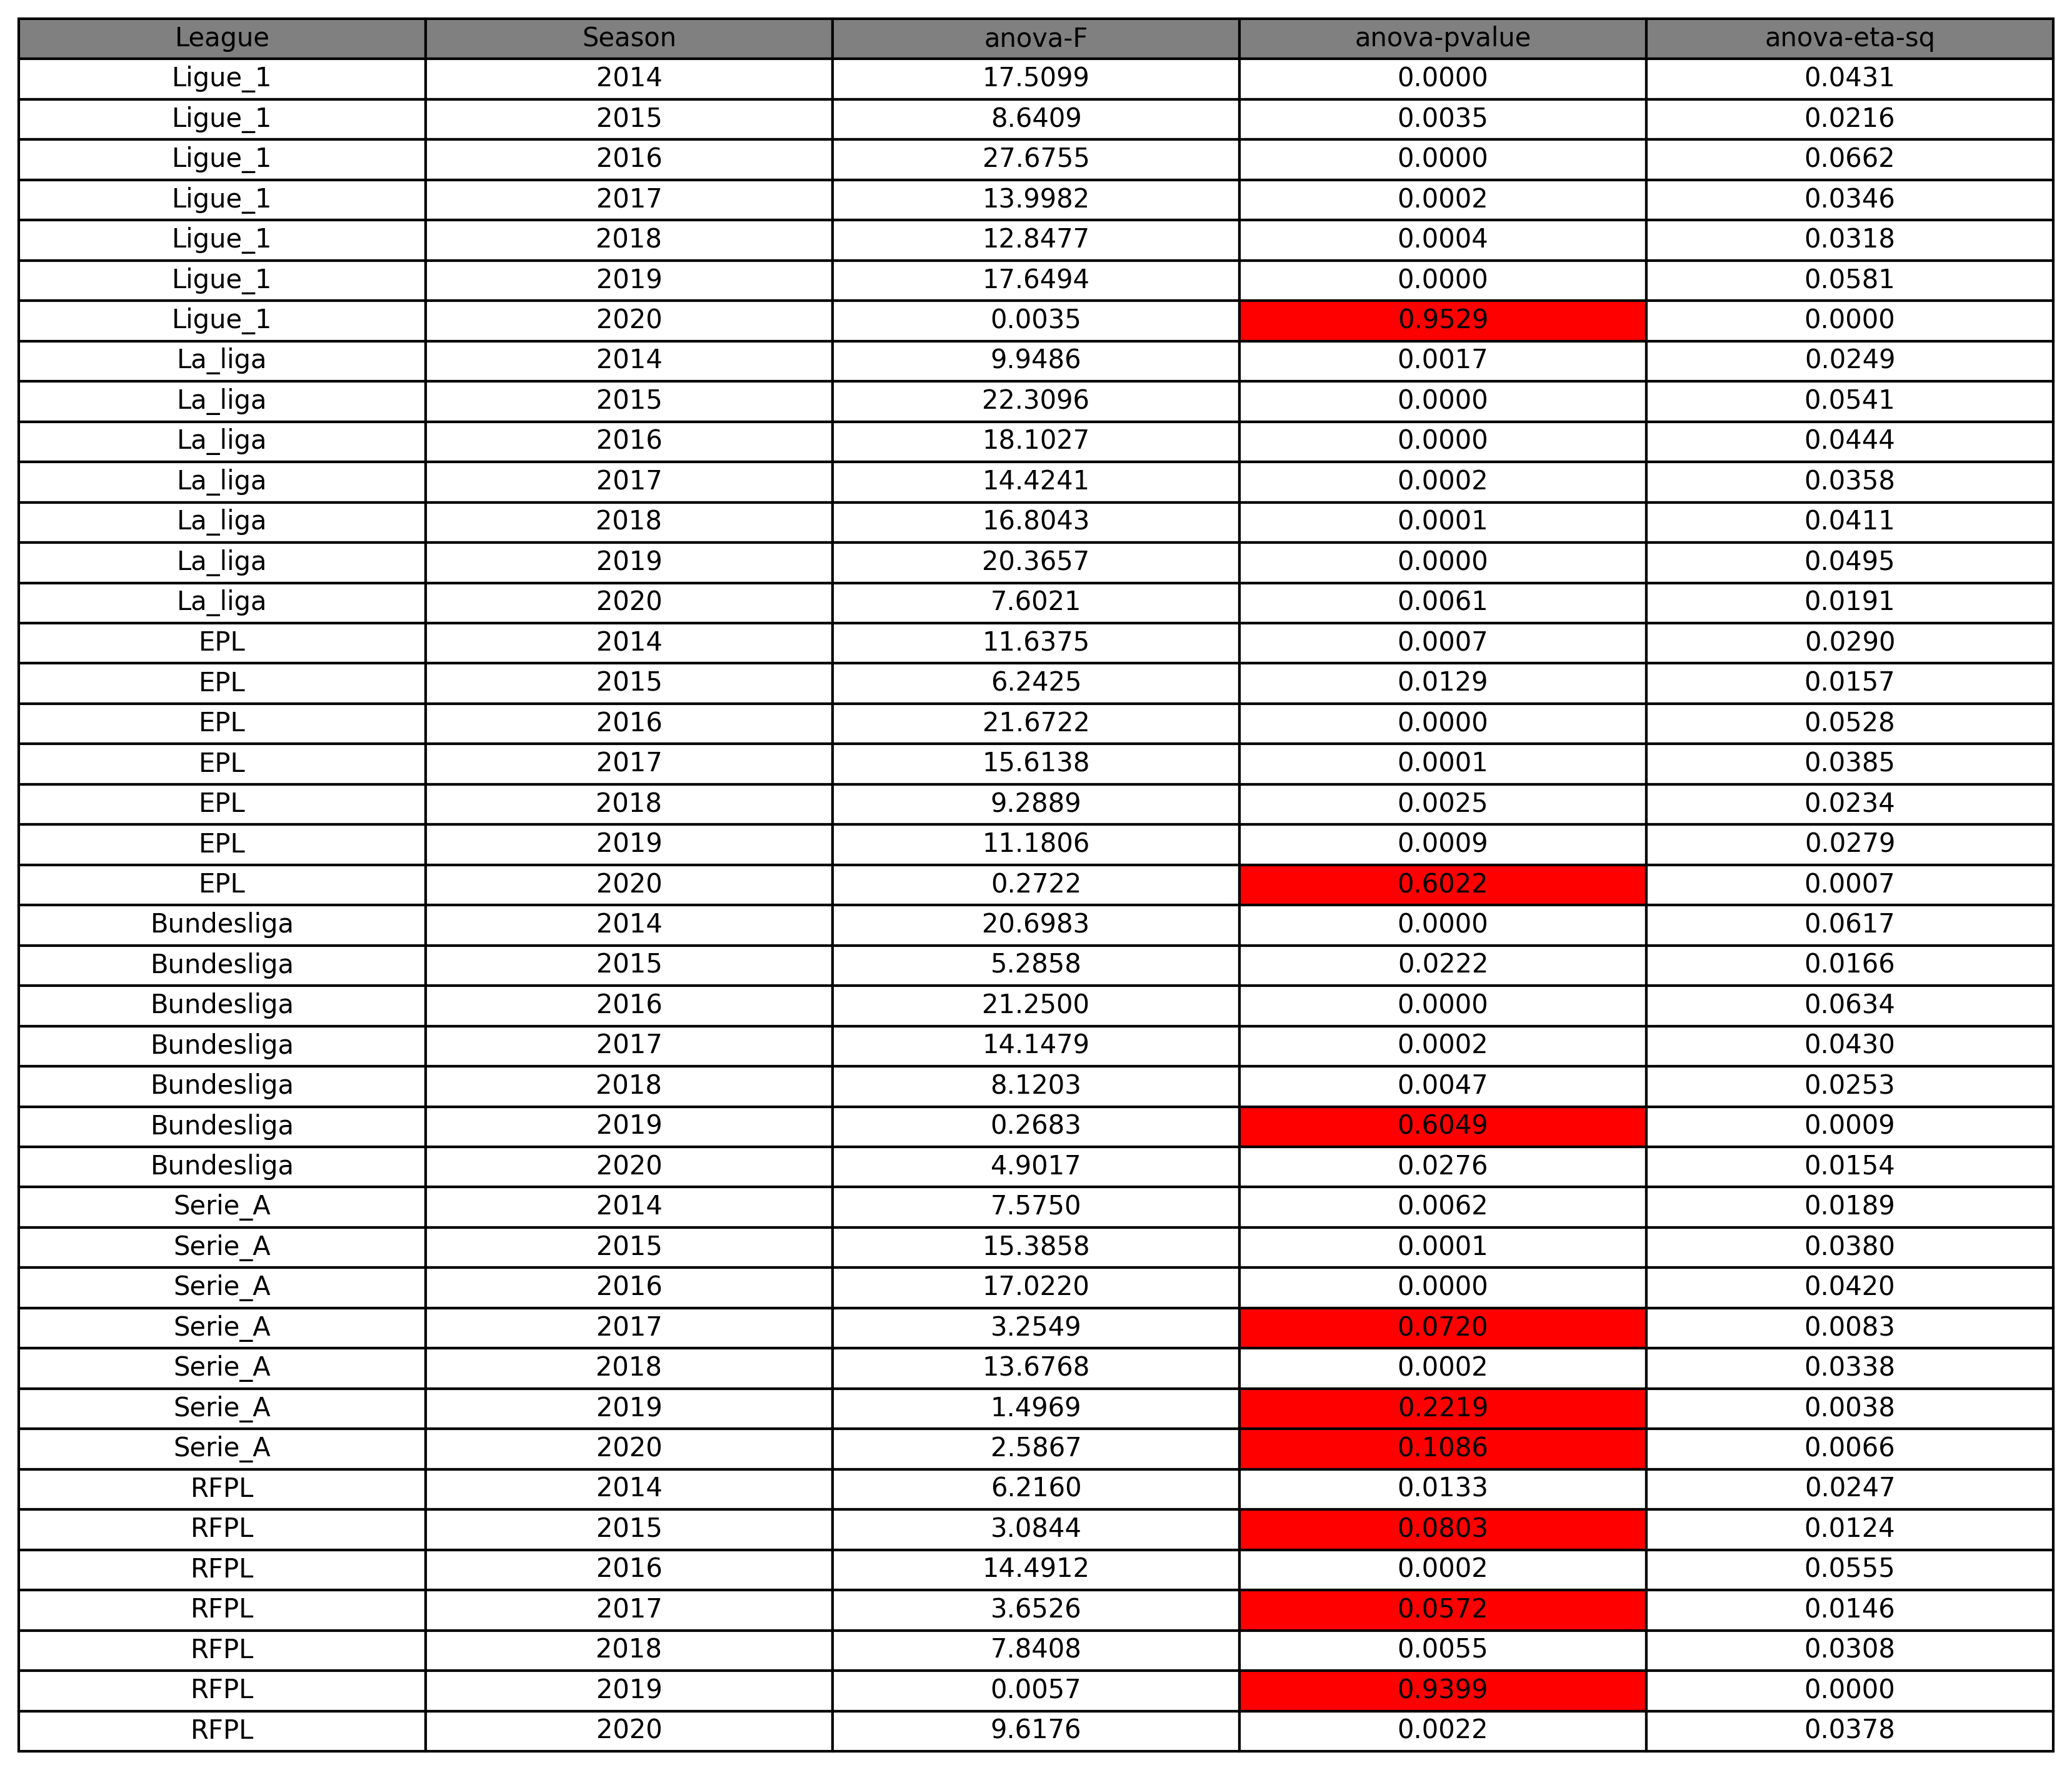 League Season anova-F anova-pvalue anova-eta-sq
Ligue_1 2014 17.5099 0.0000 0.0431
Ligue_1 2015 8.6409 0.0035 0.0216
Ligue_1 2016 27.6755 0.0000 0.0662
Ligue_1 2017 13.9982 0.0002 0.0346
Ligue_1 2018 12.8477 0.0004 0.0318
Ligue_1 2019 17.6494 0.0000 0.0581
Ligue_1 2020 0.0035 0.9529 0.0000
La_liga 2014 9.9486 0.0017 0.0249
La_liga 2015 22.3096 0.0000 0.0541
La_liga 2016 18.1027 0.0000 0.0444
La_liga 2017 14.4241 0.0002 0.0358
La_liga 2018 16.8043 0.0001 0.0411
La_liga 2019 20.3657 0.0000 0.0495
La_liga 2020 7.6021 0.0061 0.0191
EPL 2014 11.6375 0.0007 0.0290
EPL 2015 6.2425 0.0129 0.0157
EPL 2016 21.6722 0.0000 0.0528
EPL 2017 15.6138 0.0001 0.0385
EPL 2018 9.2889 0.0025 0.0234
EPL 2019 11.1806 0.0009 0.0279
EPL 2020 0.2722 0.6022 0.0007
Bundesliga 2014 20.6983 0.0000 0.0617
Bundesliga 2015 5.2858 0.0222 0.0166
Bundesliga 2016 21.2500 0.0000 0.0634
Bundesliga 2017 14.1479 0.0002 0.0430
Bundesliga 2018 8.1203 0.0047 0.0253
Bundesliga 2019 0.2683 0.6049 0.0009
Bundesliga 2020 4.9017 0.0276 0.0154
Serie_A 2014 7.5750 0.0062 0.0189
Serie_A 2015 15.3858 0.0001 0.0380
Serie_A 2016 17.0220 0.0000 0.0420
Serie_A 2017 3.2549 0.0720 0.0083
Serie_A 2018 13.6768 0.0002 0.0338
Serie_A 2019 1.4969 0.2219 0.0038
Serie_A 2020 2.5867 0.1086 0.0066
RFPL 2014 6.2160 0.0133 0.0247
RFPL 2015 3.0844 0.0803 0.0124
RFPL 2016 14.4912 0.0002 0.0555
RFPL 2017 3.6526 0.0572 0.0146
RFPL 2018 7.8408 0.0055 0.0308
RFPL 2019 0.0057 0.9399 0.0000
RFPL 2020 9.6176 0.0022 0.0378